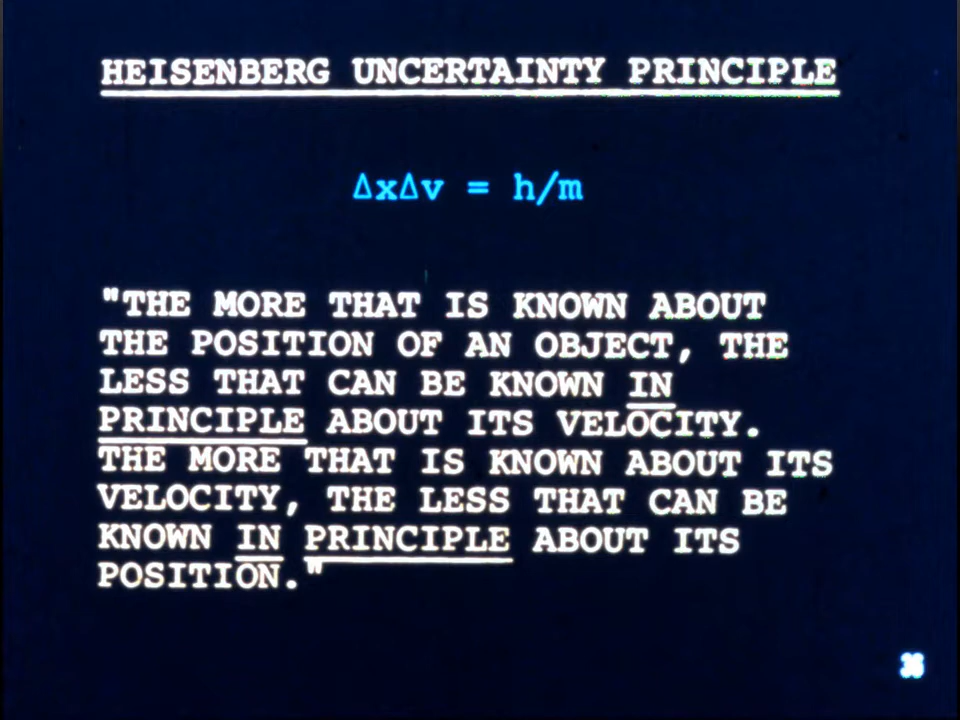 HEISENBERG UNCERTAINTY PRINCIPLE
ΔxΔv = h/m
"THE MORE THAT IS KNOWN ABOUT
THE POSITION OF AN OBJECT, THE
LESS THAT CAN BE KNOWN IN
PRINCIPLE ABOUT ITS VELOCITY.
THE MORE THAT IS KNOWN ABOUT ITS
VELOCITY, THE LESS THAT CAN BE
KNOWN IN PRINCIPLE ABOUT ITS
POSITION."